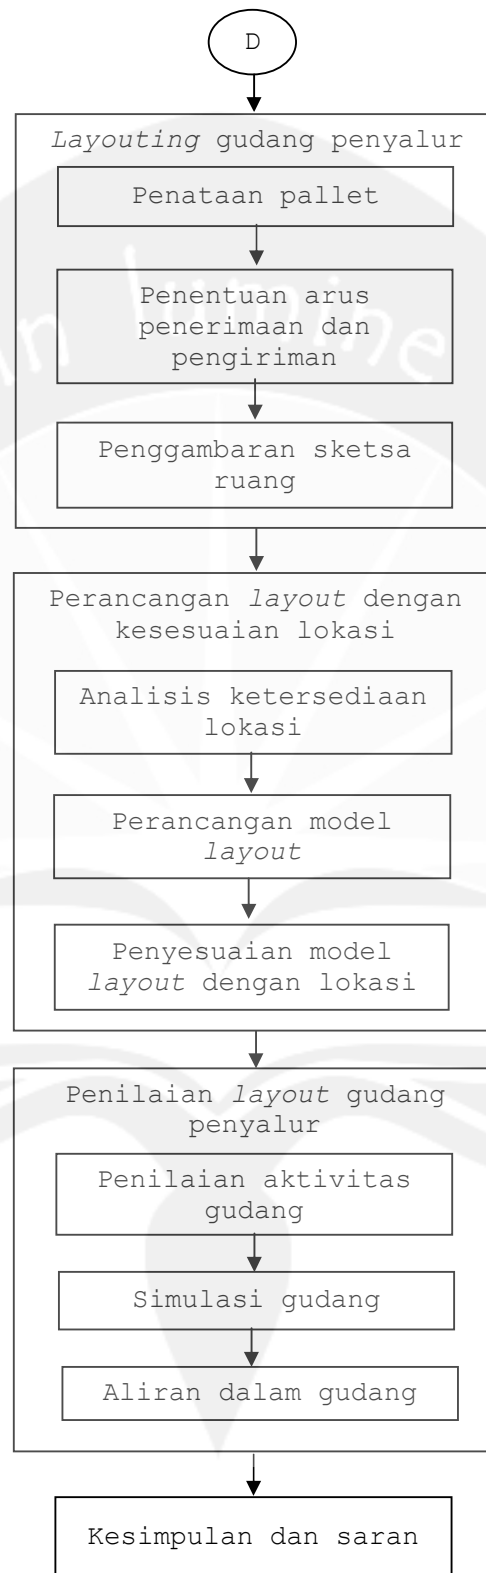 D
Layouting gudang penyalur
Penataan pallet
Penentuan arus
penerimaan dan
pengiriman
Penggambaran sketsa
ruang
Perancangan layout dengan
kesesuaian lokasi
Analisis ketersediaan
lokasi
Perancangan model
layout
Penyesuaian model
layout dengan lokasi
Penilaian layout gudang
penyalur
Penilaian aktivitas
gudang
Simulasi gudang
Aliran dalam gudang
Kesimpulan dan saran